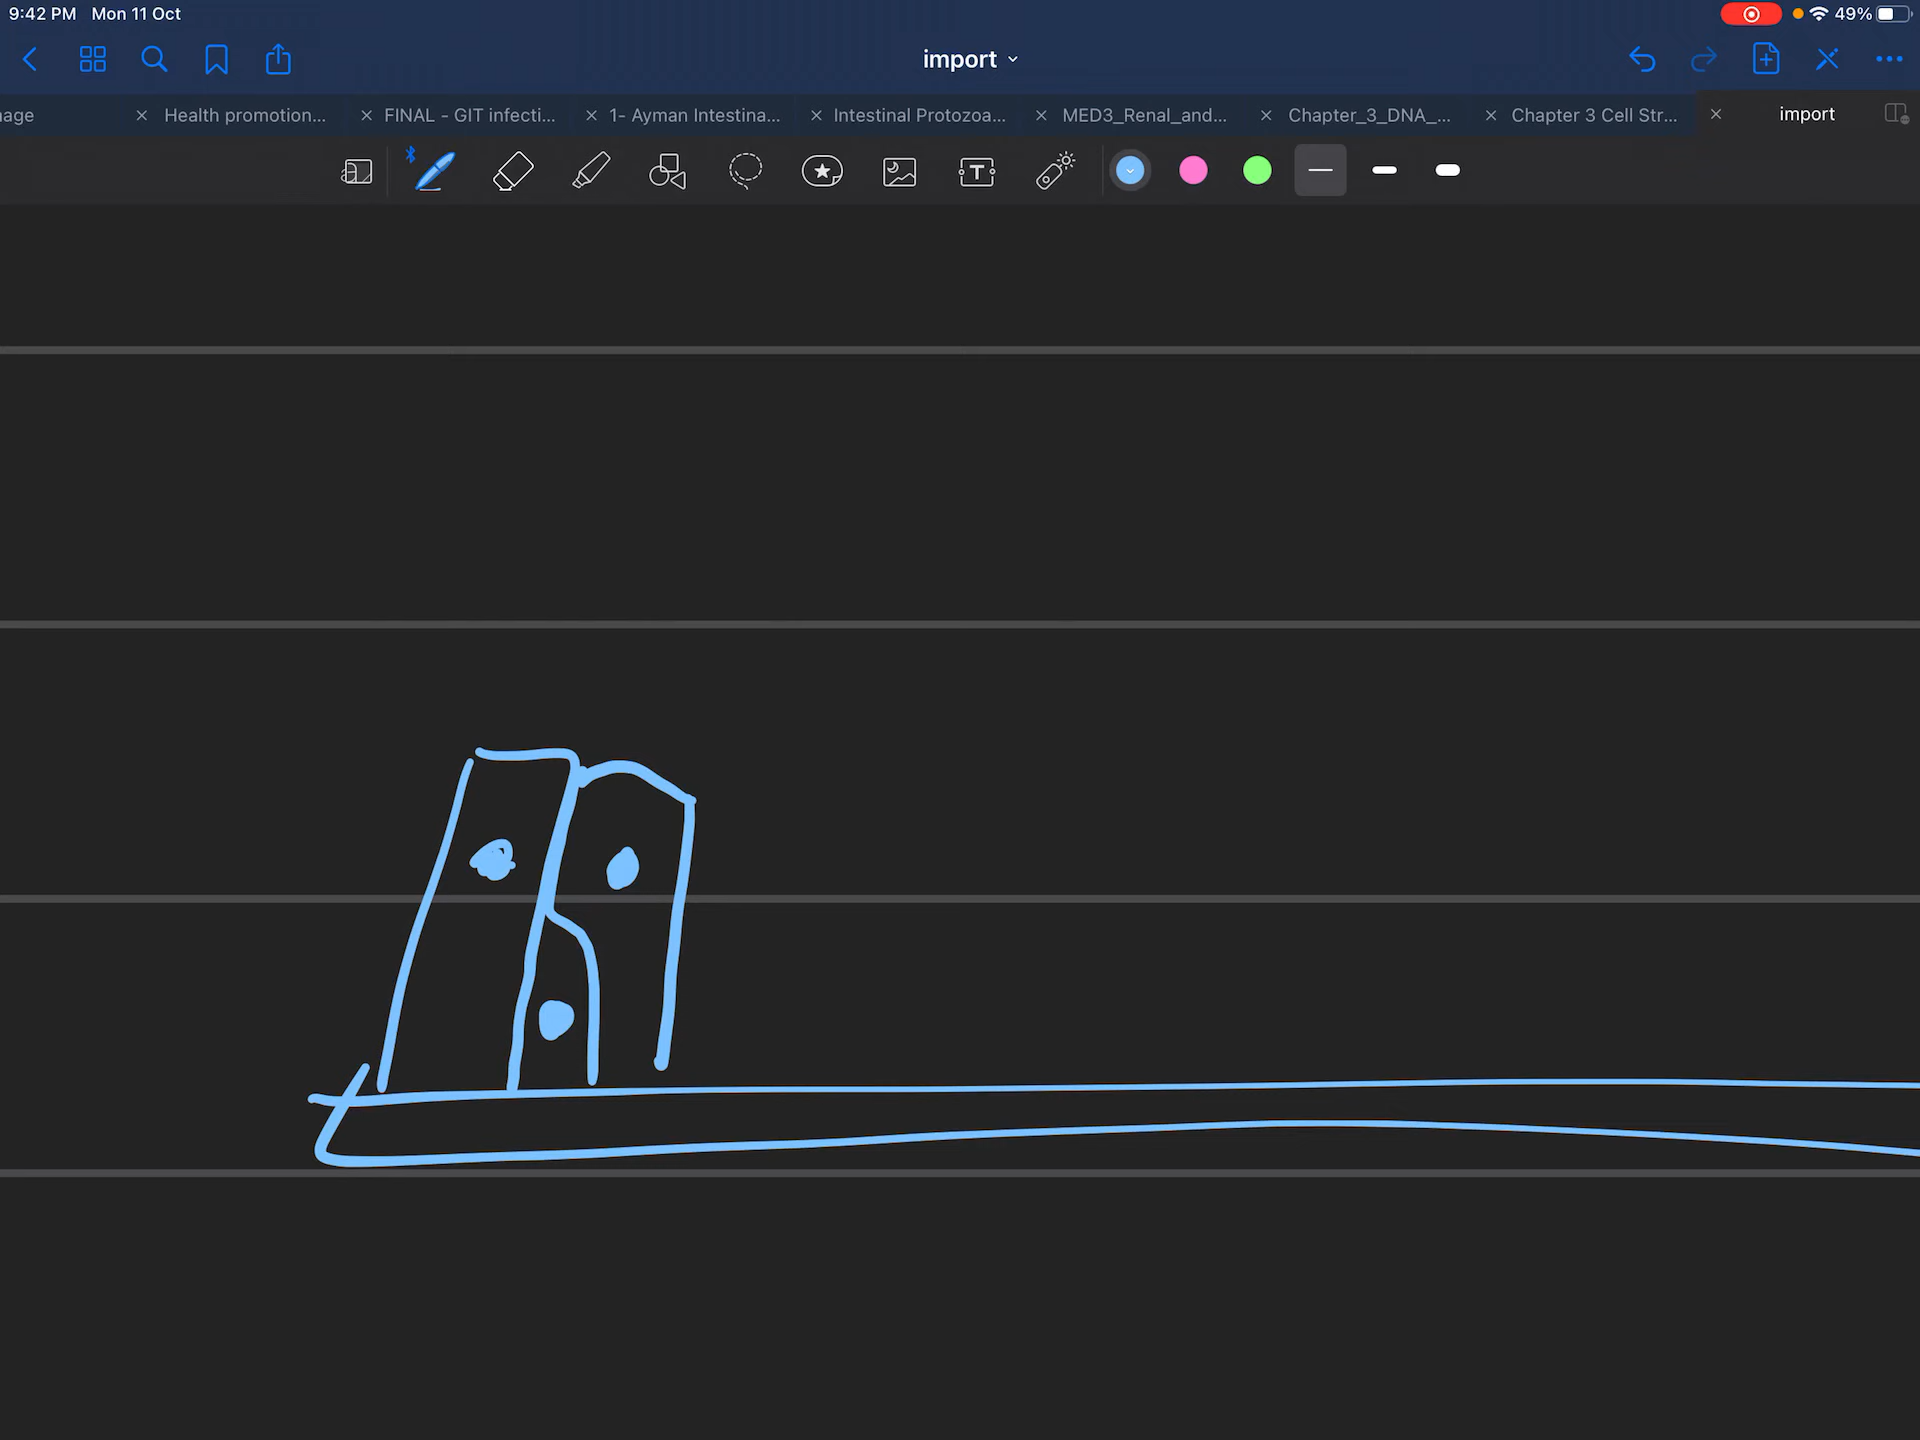 9:42 PM Mon 11 Oct 49%
import
nage Health promotion... FINAL - GIT infecti... 1- Ayman Intestina... Intestinal Protozoa... MED3_Renal_and... Chapter_3_DNA_... Chapter 3 Cell Str... import
T